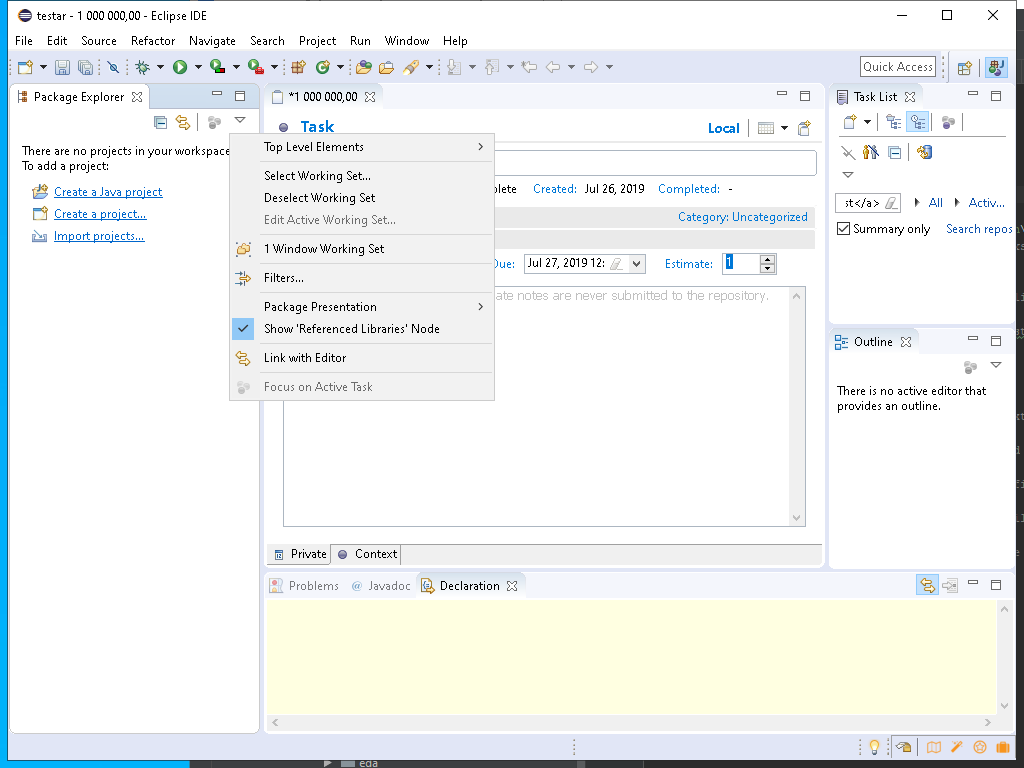 testar - 1 000 000,00 - Eclipse IDE
File Edit Source Refactor Navigate Search Project Run Window Help
Quick Access
Package Explorer
There are no projects in your workspace
To add a project:
Create a Java project
Create a project...
Import projects...
Top Level Elements
Select Working Set...
Deselect Working Set
Edit Active Working Set...
1 Window Working Set
Filters...
Package Presentation
Show 'Referenced Libraries' Node
Link with Editor
Focus on Active Task
*1 000 000,00
Task
Local
Created: Jul 26, 2019 Completed: -
Category: Uncategorized
Due: Jul 27, 2019 12: Estimate: 1
notes are never submitted to the repository.
Private Context
Task List
st</a> All Activ...
Summary only Search repos
Outline
There is no active editor that
provides an outline.
Problems @ Javadoc Declaration
eda